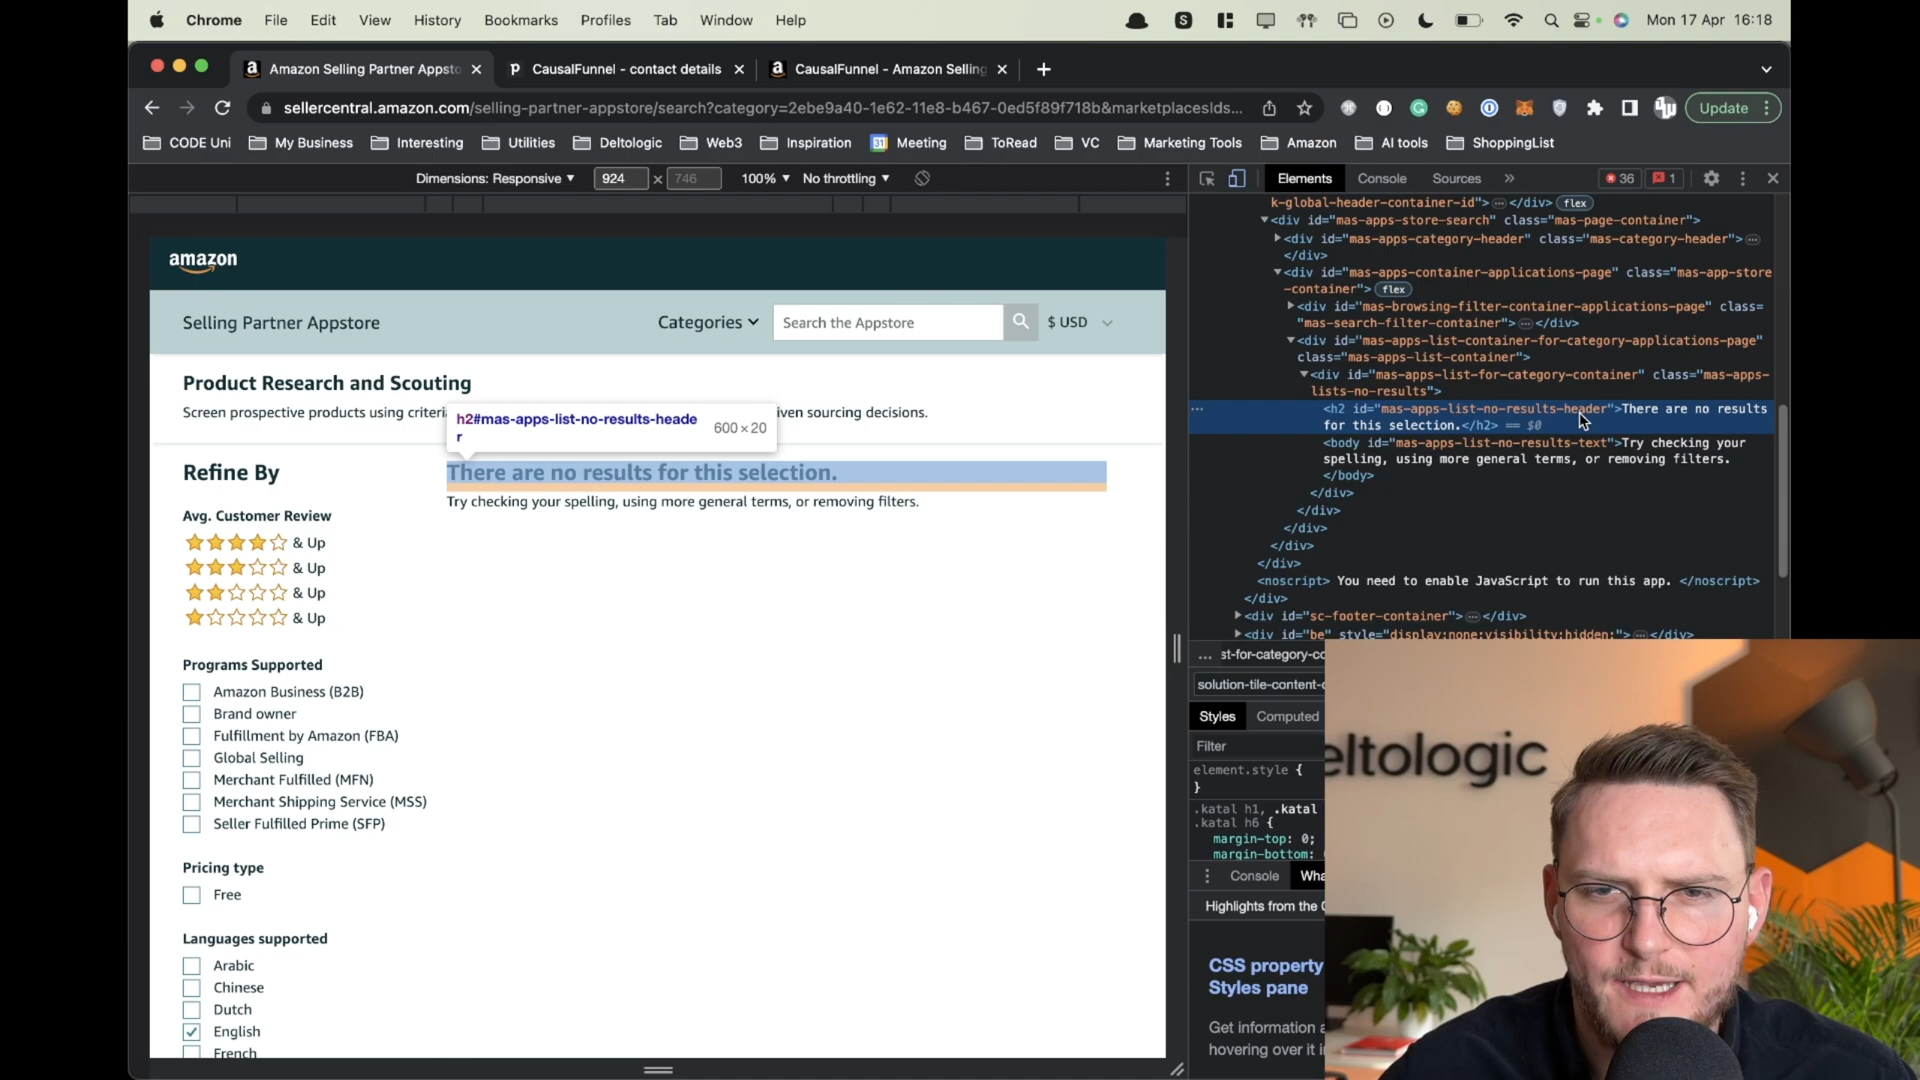 Chrome File Edit View History Bookmarks Profiles Tab Window Help Mon 17 Apr 16:18
Amazon Selling Partner Appsto CausalFunnel - contact details CausalFunnel - Amazon Selling
sellercentral.amazon.com/selling-partner-appstore/search?category=2ebe9a40-1e62-11e8-b467-0ed5f89f718b&marketplacesIds... Update
CODE Uni My Business Interesting Utilities Deltologic Web3 Inspiration Meeting ToRead VC Marketing Tools Amazon AI tools ShoppingList
Dimensions: Responsive 924 × 746 100% No throttling
amazon
Selling Partner Appstore Categories Search the Appstore $ USD
Product Research and Scouting
Screen prospective products using criteri iven sourcing decisions.
h2#mas-apps-list-no-results-heade
r 600×20
Refine By
There are no results for this selection.
Try checking your spelling, using more general terms, or removing filters.
Avg. Customer Review
& Up
& Up
& Up
& Up
Programs Supported
Amazon Business (B2B)
Brand owner
Fulfillment by Amazon (FBA)
Global Selling
Merchant Fulfilled (MFN)
Merchant Shipping Service (MSS)
Seller Fulfilled Prime (SFP)
Pricing type
Free
Languages supported
Arabic
Chinese
Dutch
English
French
Elements Console Sources 36 1
k-global-header-container-id">…</div> flex
<div id="mas-apps-store-search" class="mas-page-container">
<div id="mas-apps-category-header" class="mas-category-header">…
</div>
<div id="mas-apps-container-applications-page" class="mas-app-store
-container"> flex
<div id="mas-browsing-filter-container-applications-page" class=
"mas-search-filter-container">…</div>
<div id="mas-apps-list-container-for-category-applications-page"
class="mas-apps-list-container">
<div id="mas-apps-list-for-category-container" class="mas-apps-
lists-no-results">
<h2 id="mas-apps-list-no-results-header">There are no results
for this selection.</h2> == $0
<body id="mas-apps-list-no-results-text">Try checking your
spelling, using more general terms, or removing filters.
</body>
</div>
</div>
</div>
</div>
</div>
<noscript> You need to enable JavaScript to run this app. </noscript>
</div>
<div id="sc-footer-container">…</div>
<div id="be" style="display:none;visibility:hidden;">…</div>
... st-for-category-co
solution-tile-content-c
Styles Computed
Filter
element.style {
}
.katal h1, .katal
.katal h6 {
margin-top: 0;
margin-bottom:
Console Wha
Highlights from the C
CSS property
Styles pane
Get information a
hovering over it i
eltologic